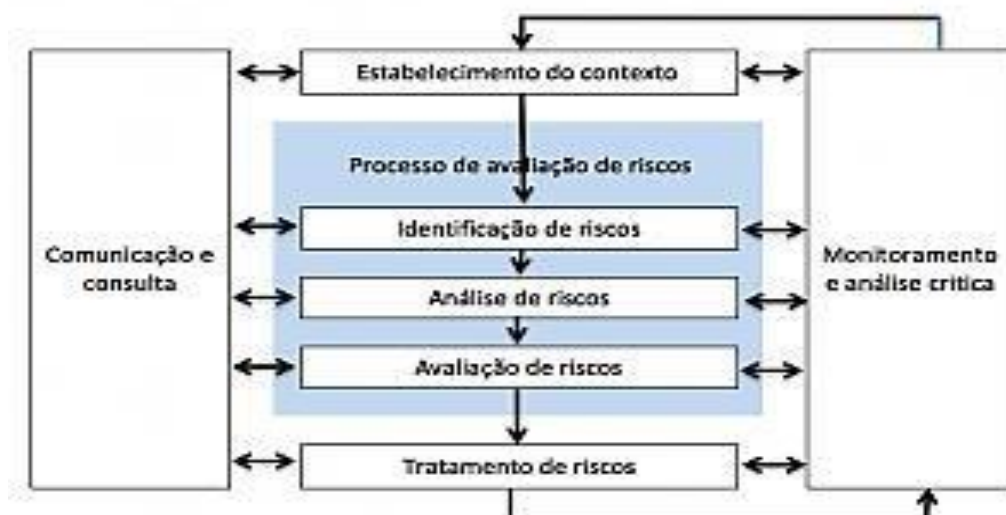 Estabelecimento do contexto
Processo de avaliação de riscos
Identificação de riscos
Comunicação e
consulta
Análise de riscos
Monitoramento
e análise crítica
Avaliação de riscos
Tratamento de riscos